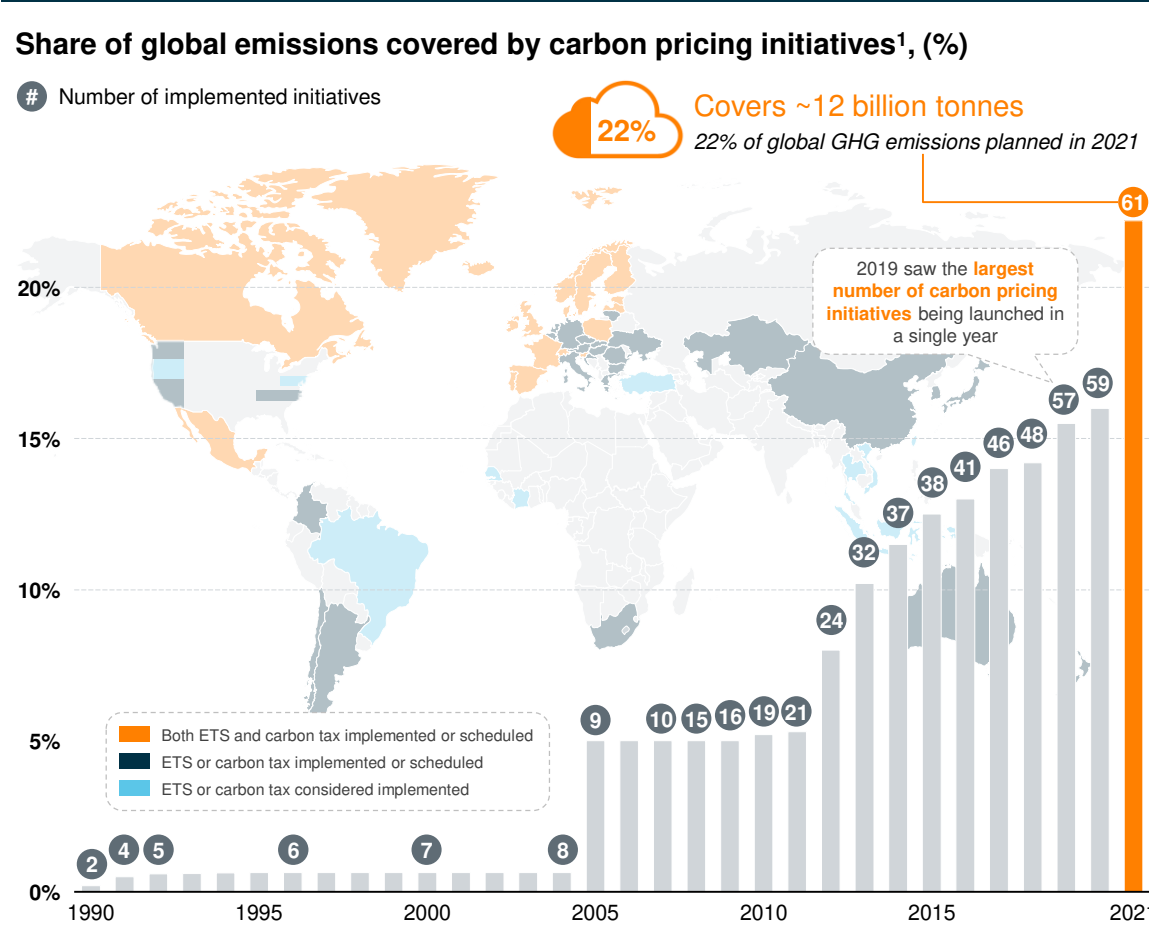 Share of global emissions covered by carbon pricing initiatives¹, (%)
# Number of implemented initiatives
22%
Covers ~12 billion tonnes
22% of global GHG emissions planned in 2021
61
2019 saw the largest
number of carbon pricing
initiatives being launched in
a single year
20%
59
57
48
46
15%
41
38
37
32
10%
24
21
19
16
15
10
9
5%
Both ETS and carbon tax implemented or scheduled
ETS or carbon tax implemented or scheduled
ETS or carbon tax considered implemented
2
4
5
6
7
8
0%
1990 1995 2000 2005 2010 2015 2021